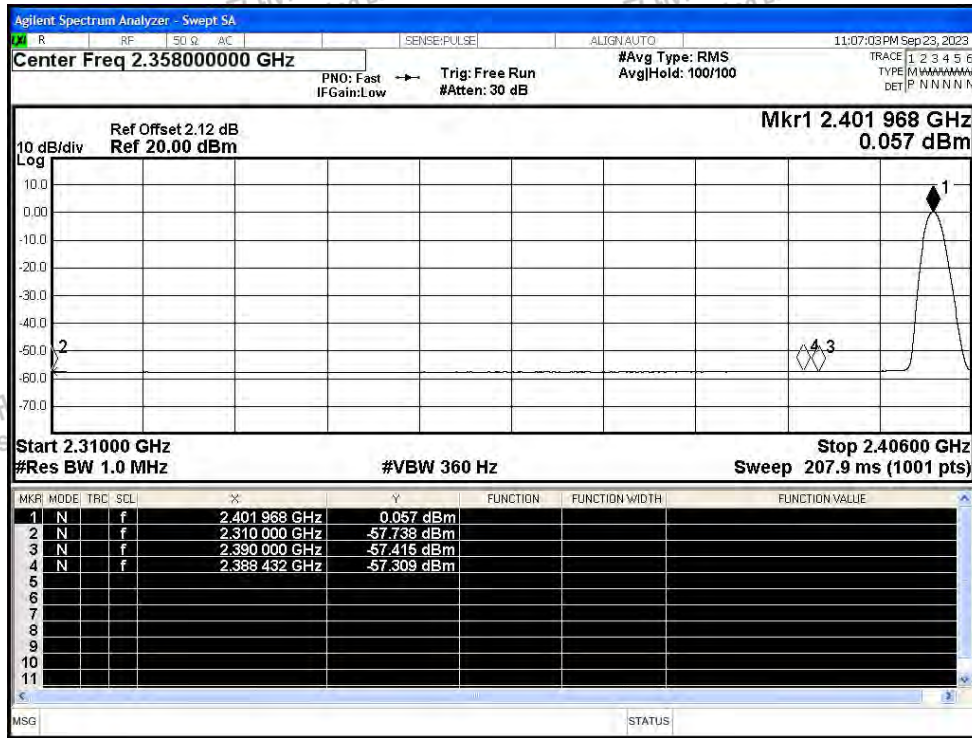 Agilent Spectrum Analyzer - Swept SA
LXI R RF 50 Ω AC SENSE:PULSE ALIGNAUTO 11:07:03 PM Sep 23, 2023
Center Freq 2.358000000 GHz
PNO: Fast
IFGain:Low
Trig: Free Run
#Atten: 30 dB
#Avg Type: RMS
Avg|Hold: 100/100
TRACE 1 2 3 4 5 6
TYPE MWWWWW
DET P N N N N N
Ref Offset 2.12 dB
10 dB/div Ref 20.00 dBm
Log
Mkr1 2.401 968 GHz
0.057 dBm
10.0
0.00
-10.0
-20.0
-30.0
-40.0
-50.0
-60.0
-70.0
1
2
4 3
Start 2.31000 GHz Stop 2.40600 GHz
#Res BW 1.0 MHz #VBW 360 Hz Sweep 207.9 ms (1001 pts)
MKR MODE TRC SCL X Y FUNCTION FUNCTION WIDTH FUNCTION VALUE
1 N f 2.401 968 GHz 0.057 dBm
2 N f 2.310 000 GHz -57.738 dBm
3 N f 2.390 000 GHz -57.415 dBm
4 N f 2.388 432 GHz -57.309 dBm
5
6
7
8
9
10
11
MSG STATUS